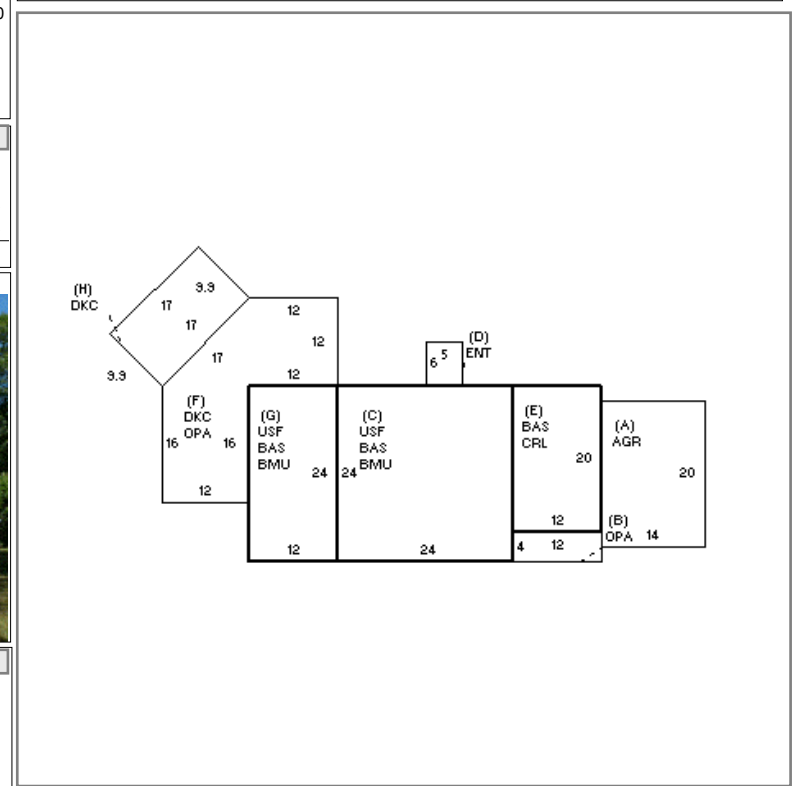 (H)
DKC
9.9
17
17
17
9.9
12
12
12
(D)
ENT
6 5
(F)
DKC
OPA
16 16
12
(G)
USF
BAS
BMU
24
12
(C)
USF
BAS
BMU
24
24
(E)
BAS
CRL
20
12
(A)
AGR
20
14
(B)
OPA
4 12